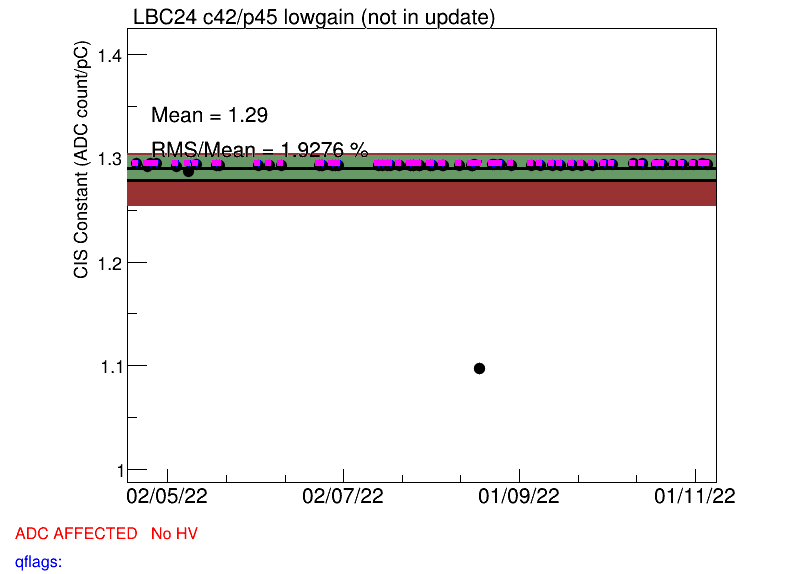 LBC24 c42/p45 lowgain (not in update)
CIS Constant (ADC count/pC)
1.4
Mean = 1.29
RMS/Mean = 1.9276 %
1.3
1.2
1.1
1
02/05/22 02/07/22 01/09/22 01/11/22
ADC AFFECTED No HV
qflags: